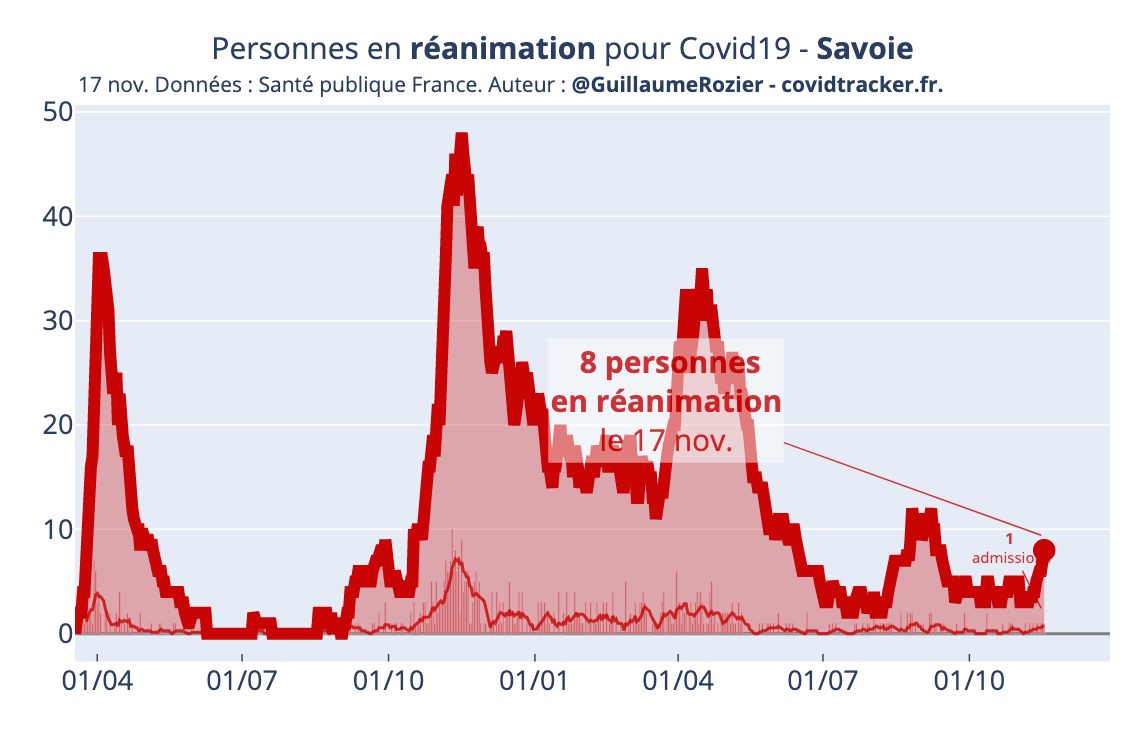 Personnes en réanimation pour Covid19 - Savoie
17 nov. Données : Santé publique France. Auteur : @GuillaumeRozier - covidtracker.fr.
50
40
30
20
10
0
8 personnes
en réanimation
le 17 nov.
1
admissio
01/04
01/07
01/10
01/01
01/04
01/07
01/10